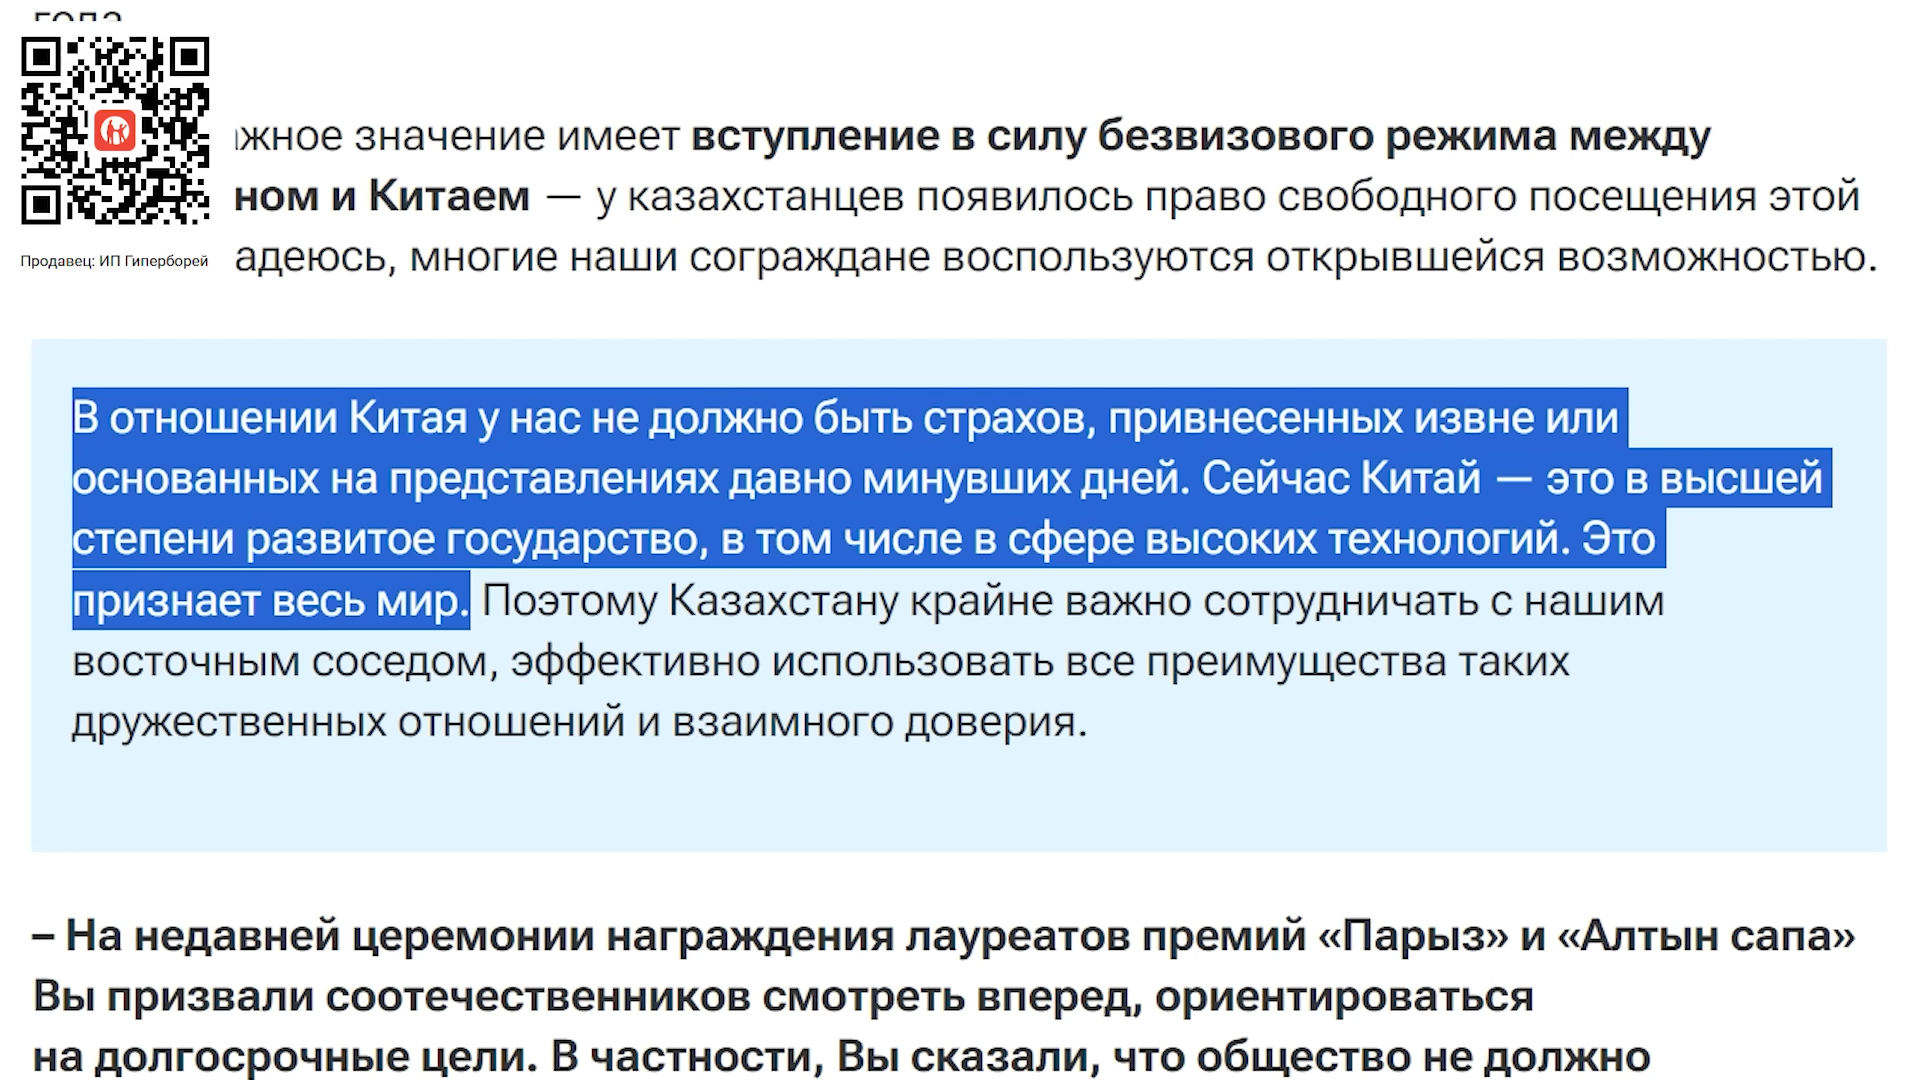 Продавец: ИП Гиперборей
значение имеет вступление в силу безвизового режима между
и Китаем — у казахстанцев появилось право свободного посещения этой
многие наши сограждане воспользуются открывшейся возможностью.
В отношении Китая у нас не должно быть страхов, привнесенных извне или
основанных на представлениях давно минувших дней. Сейчас Китай — это в высшей
степени развитое государство, в том числе в сфере высоких технологий. Это
признает весь мир. Поэтому Казахстану крайне важно сотрудничать с нашим
восточным соседом, эффективно использовать все преимущества таких
дружественных отношений и взаимного доверия.
– На недавней церемонии награждения лауреатов премий «Парыз» и «Алтын сапа»
Вы призвали соотечественников смотреть вперед, ориентироваться
на долгосрочные цели. В частности, Вы сказали, что общество не должно